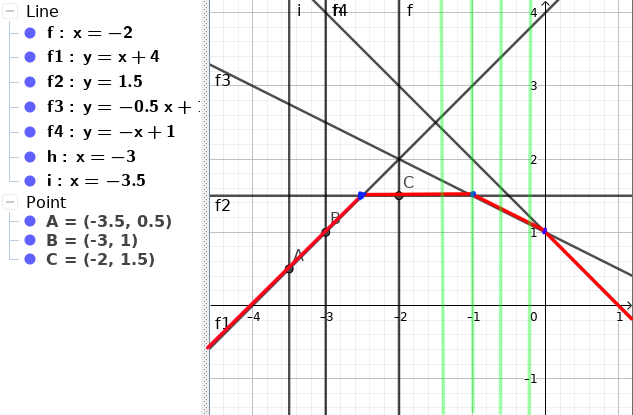 Line
f : x = −2
f1 : y = x + 4
f2 : y = 1.5
f3 : y = −0.5 x +
f4 : y = −x + 1
h : x = −3
i : x = −3.5
Point
A = (-3.5, 0.5)
B = (-3, 1)
C = (-2, 1.5)
i f4 f
4
f3
3
2
C
f2
B
1
A
-4 -3 -2 -1 0 1
f1
-1